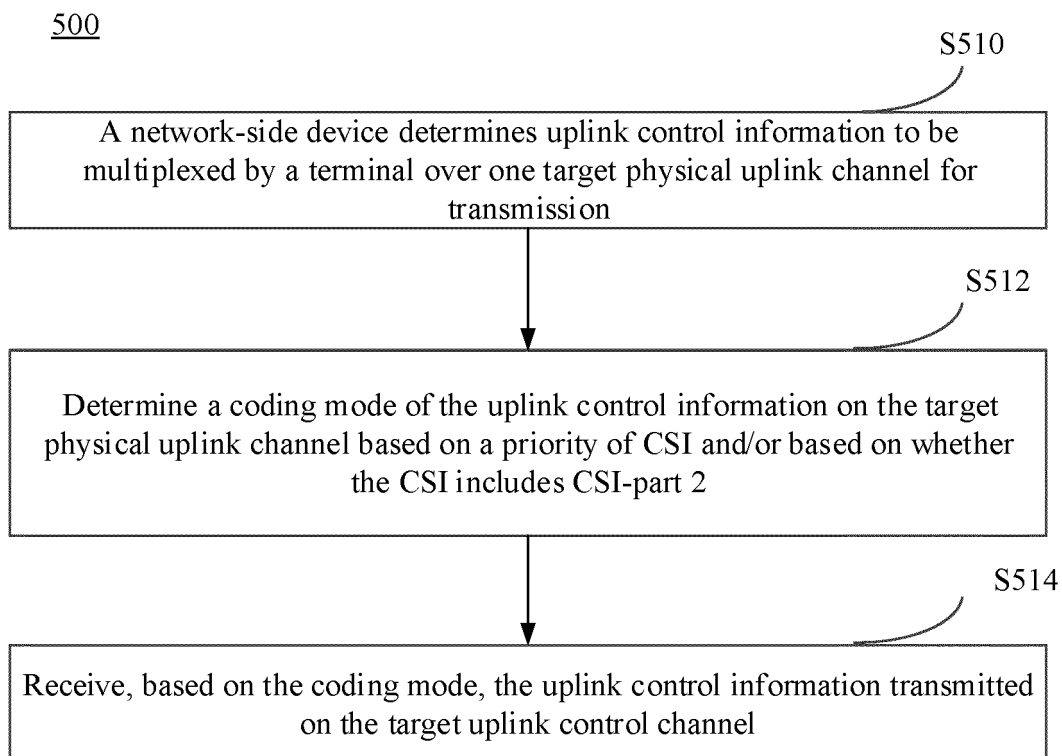 500
S510
A network-side device determines uplink control information to be
multiplexed by a terminal over one target physical uplink channel for
transmission
S512
Determine a coding mode of the uplink control information on the target
physical uplink channel based on a priority of CSI and/or based on whether
the CSI includes CSI-part 2
S514
Receive, based on the coding mode, the uplink control information transmitted
on the target uplink control channel